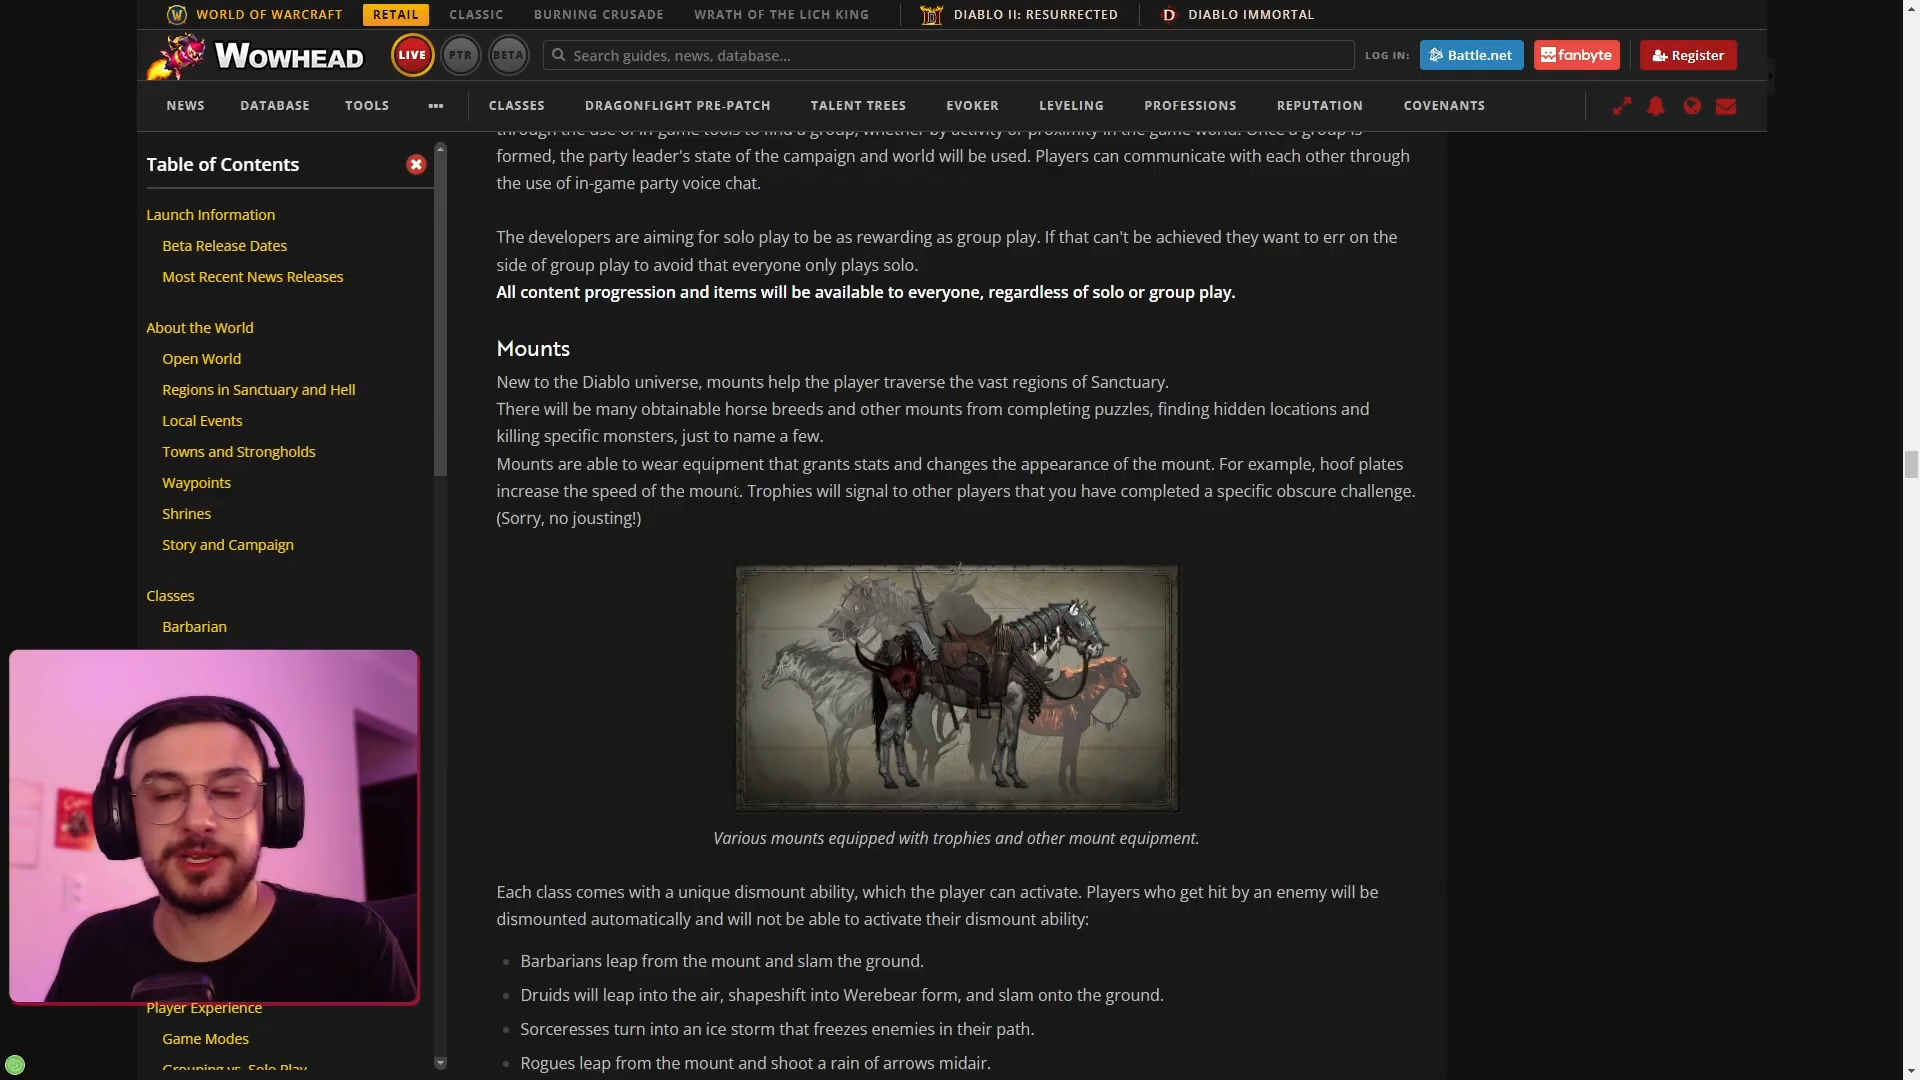 WORLD OF WARCRAFT RETAIL CLASSIC BURNING CRUSADE WRATH OF THE LICH KING DIABLO II: RESURRECTED DIABLO IMMORTAL
WOWHEAD LIVE PTR BETA Search guides, news, database... LOG IN: Battle.net fanbyte Register
NEWS DATABASE TOOLS ••• CLASSES DRAGONFLIGHT PRE-PATCH TALENT TREES EVOKER LEVELING PROFESSIONS REPUTATION COVENANTS
Table of Contents
Launch Information
Beta Release Dates
Most Recent News Releases
About the World
Open World
Regions in Sanctuary and Hell
Local Events
Towns and Strongholds
Waypoints
Shrines
Story and Campaign
Classes
Barbarian
Player Experience
Game Modes
Grouping vs. Solo Play
through the use of in-game tools to find a group, whether by activity or proximity in the game world. Once a group is
formed, the party leader's state of the campaign and world will be used. Players can communicate with each other through
the use of in-game party voice chat.
The developers are aiming for solo play to be as rewarding as group play. If that can't be achieved they want to err on the
side of group play to avoid that everyone only plays solo.
All content progression and items will be available to everyone, regardless of solo or group play.
Mounts
New to the Diablo universe, mounts help the player traverse the vast regions of Sanctuary.
There will be many obtainable horse breeds and other mounts from completing puzzles, finding hidden locations and
killing specific monsters, just to name a few.
Mounts are able to wear equipment that grants stats and changes the appearance of the mount. For example, hoof plates
increase the speed of the mount. Trophies will signal to other players that you have completed a specific obscure challenge.
(Sorry, no jousting!)
Various mounts equipped with trophies and other mount equipment.
Each class comes with a unique dismount ability, which the player can activate. Players who get hit by an enemy will be
dismounted automatically and will not be able to activate their dismount ability:
Barbarians leap from the mount and slam the ground.
Druids will leap into the air, shapeshift into Werebear form, and slam onto the ground.
Sorceresses turn into an ice storm that freezes enemies in their path.
Rogues leap from the mount and shoot a rain of arrows midair.